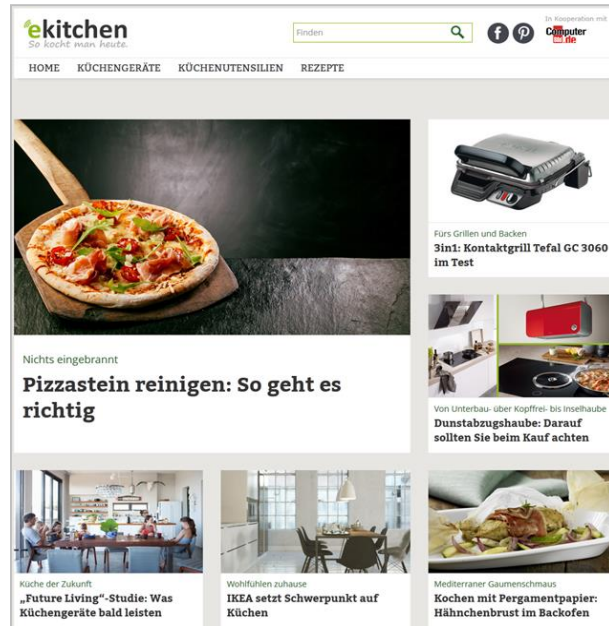 ekitchen
So kocht man heute.
Finden
In Kooperation mit
Computer
.de
HOME KÜCHENGERÄTE KÜCHENUTENSILIEN REZEPTE
Nichts eingebrannt
Pizzastein reinigen: So geht es
richtig
Fürs Grillen und Backen
3in1: Kontaktgrill Tefal GC 3060
im Test
Von Unterbau- über Kopffrei- bis Inselhaube
Dunstabzugshaube: Darauf
sollten Sie beim Kauf achten
Küche der Zukunft
„Future Living“-Studie: Was
Küchengeräte bald leisten
Wohlfühlen zuhause
IKEA setzt Schwerpunkt auf
Küchen
Mediterraner Gaumenschmaus
Kochen mit Pergamentpapier:
Hähnchenbrust im Backofen